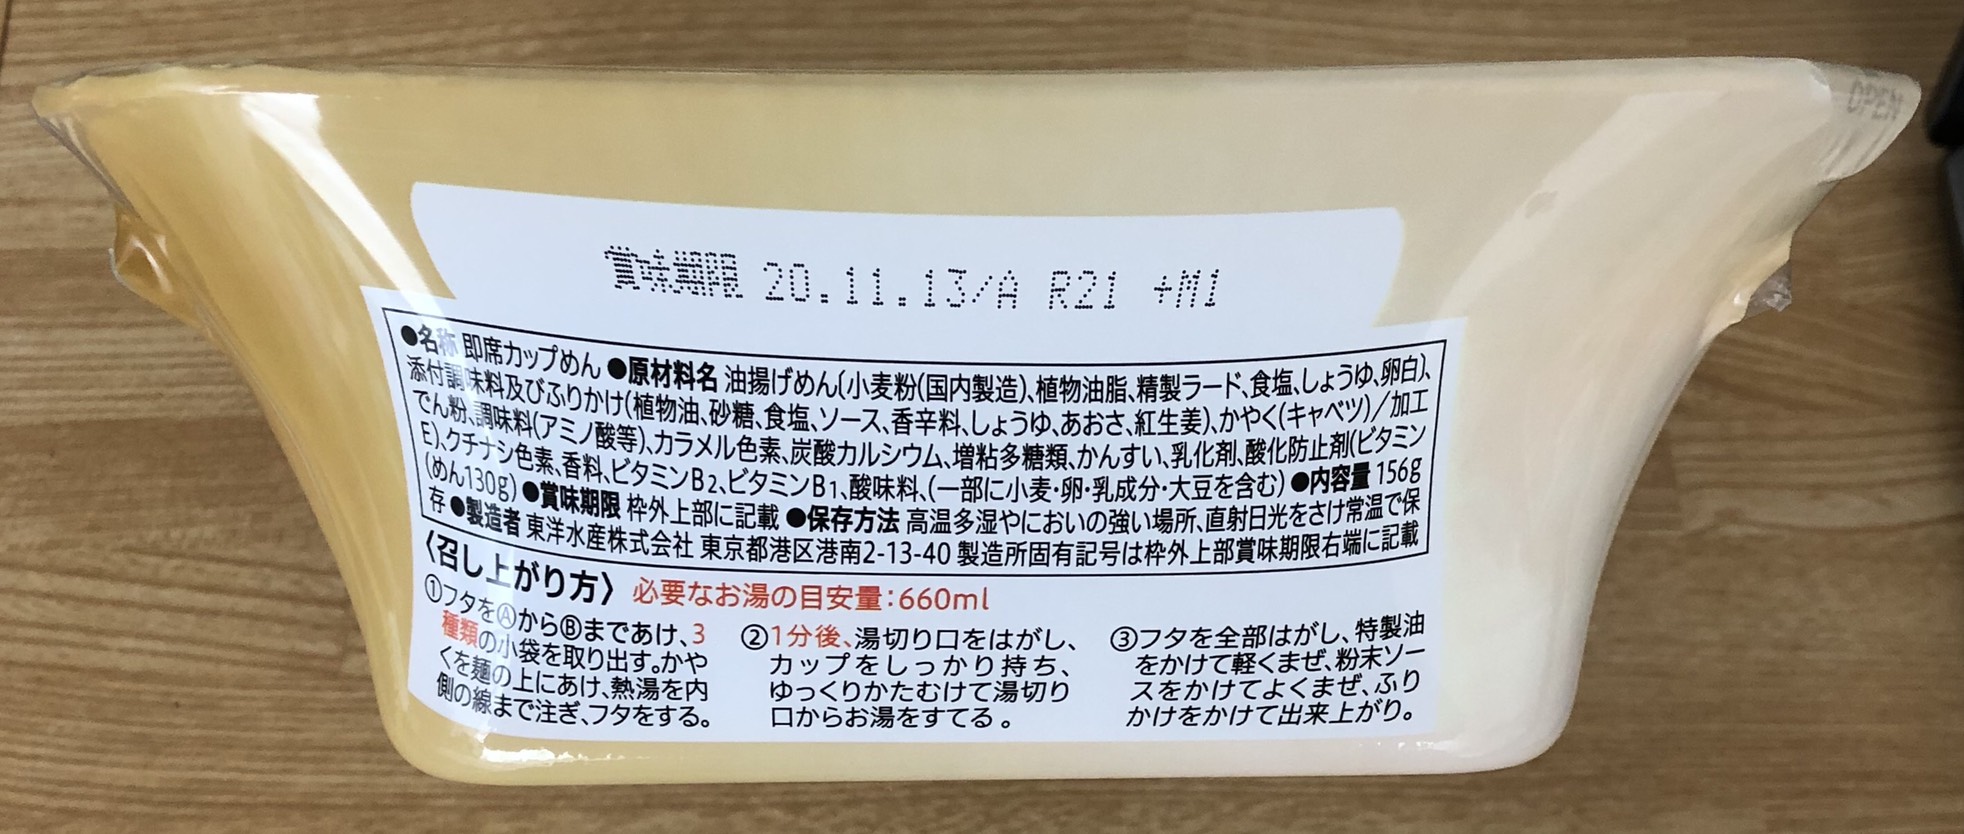 OPEN
賞味期限 20.11.13/A R21 +M1
●名称 即席カップめん ●原材料名 油揚げめん(小麦粉(国内製造)、植物油脂、精製ラード、食塩、しょうゆ、卵白)、
添付調味料及びふりかけ(植物油、砂糖、食塩、ソース、香辛料、しょうゆ、あおさ、紅生姜)、かやく(キャベツ)/加工
でん粉、調味料(アミノ酸等)、カラメル色素、炭酸カルシウム、増粘多糖類、かんすい、乳化剤、酸化防止剤(ビタミン
E)、クチナシ色素、香料、ビタミンB2、ビタミンB1、酸味料、(一部に小麦・卵・乳成分・大豆を含む) ●内容量 156g
(めん130g) ●賞味期限 枠外上部に記載 ●保存方法 高温多湿やにおいの強い場所、直射日光をさけ常温で保
存 ●製造者 東洋水産株式会社 東京都港区港南2-13-40 製造所固有記号は枠外上部賞味期限右端に記載
〈召し上がり方〉 必要なお湯の目安量:660ml
①フタをⒶからⒷまであけ、3
種類の小袋を取り出す。かや
くを麺の上にあけ、熱湯を内
側の線まで注ぎ、フタをする。
②1分後、湯切り口をはがし、
カップをしっかり持ち、
ゆっくりかたむけて湯切り
口からお湯をすてる。
③フタを全部はがし、特製油
をかけて軽くまぜ、粉末ソー
スをかけてよくまぜ、ふり
かけをかけて出来上がり。